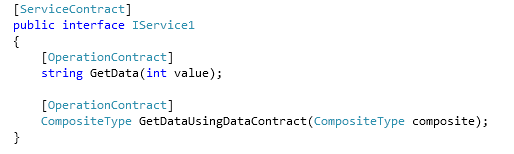 [ServiceContract]
public interface IService1
{
    [OperationContract]
    string GetData(int value);

    [OperationContract]
    CompositeType GetDataUsingDataContract(CompositeType composite);
}